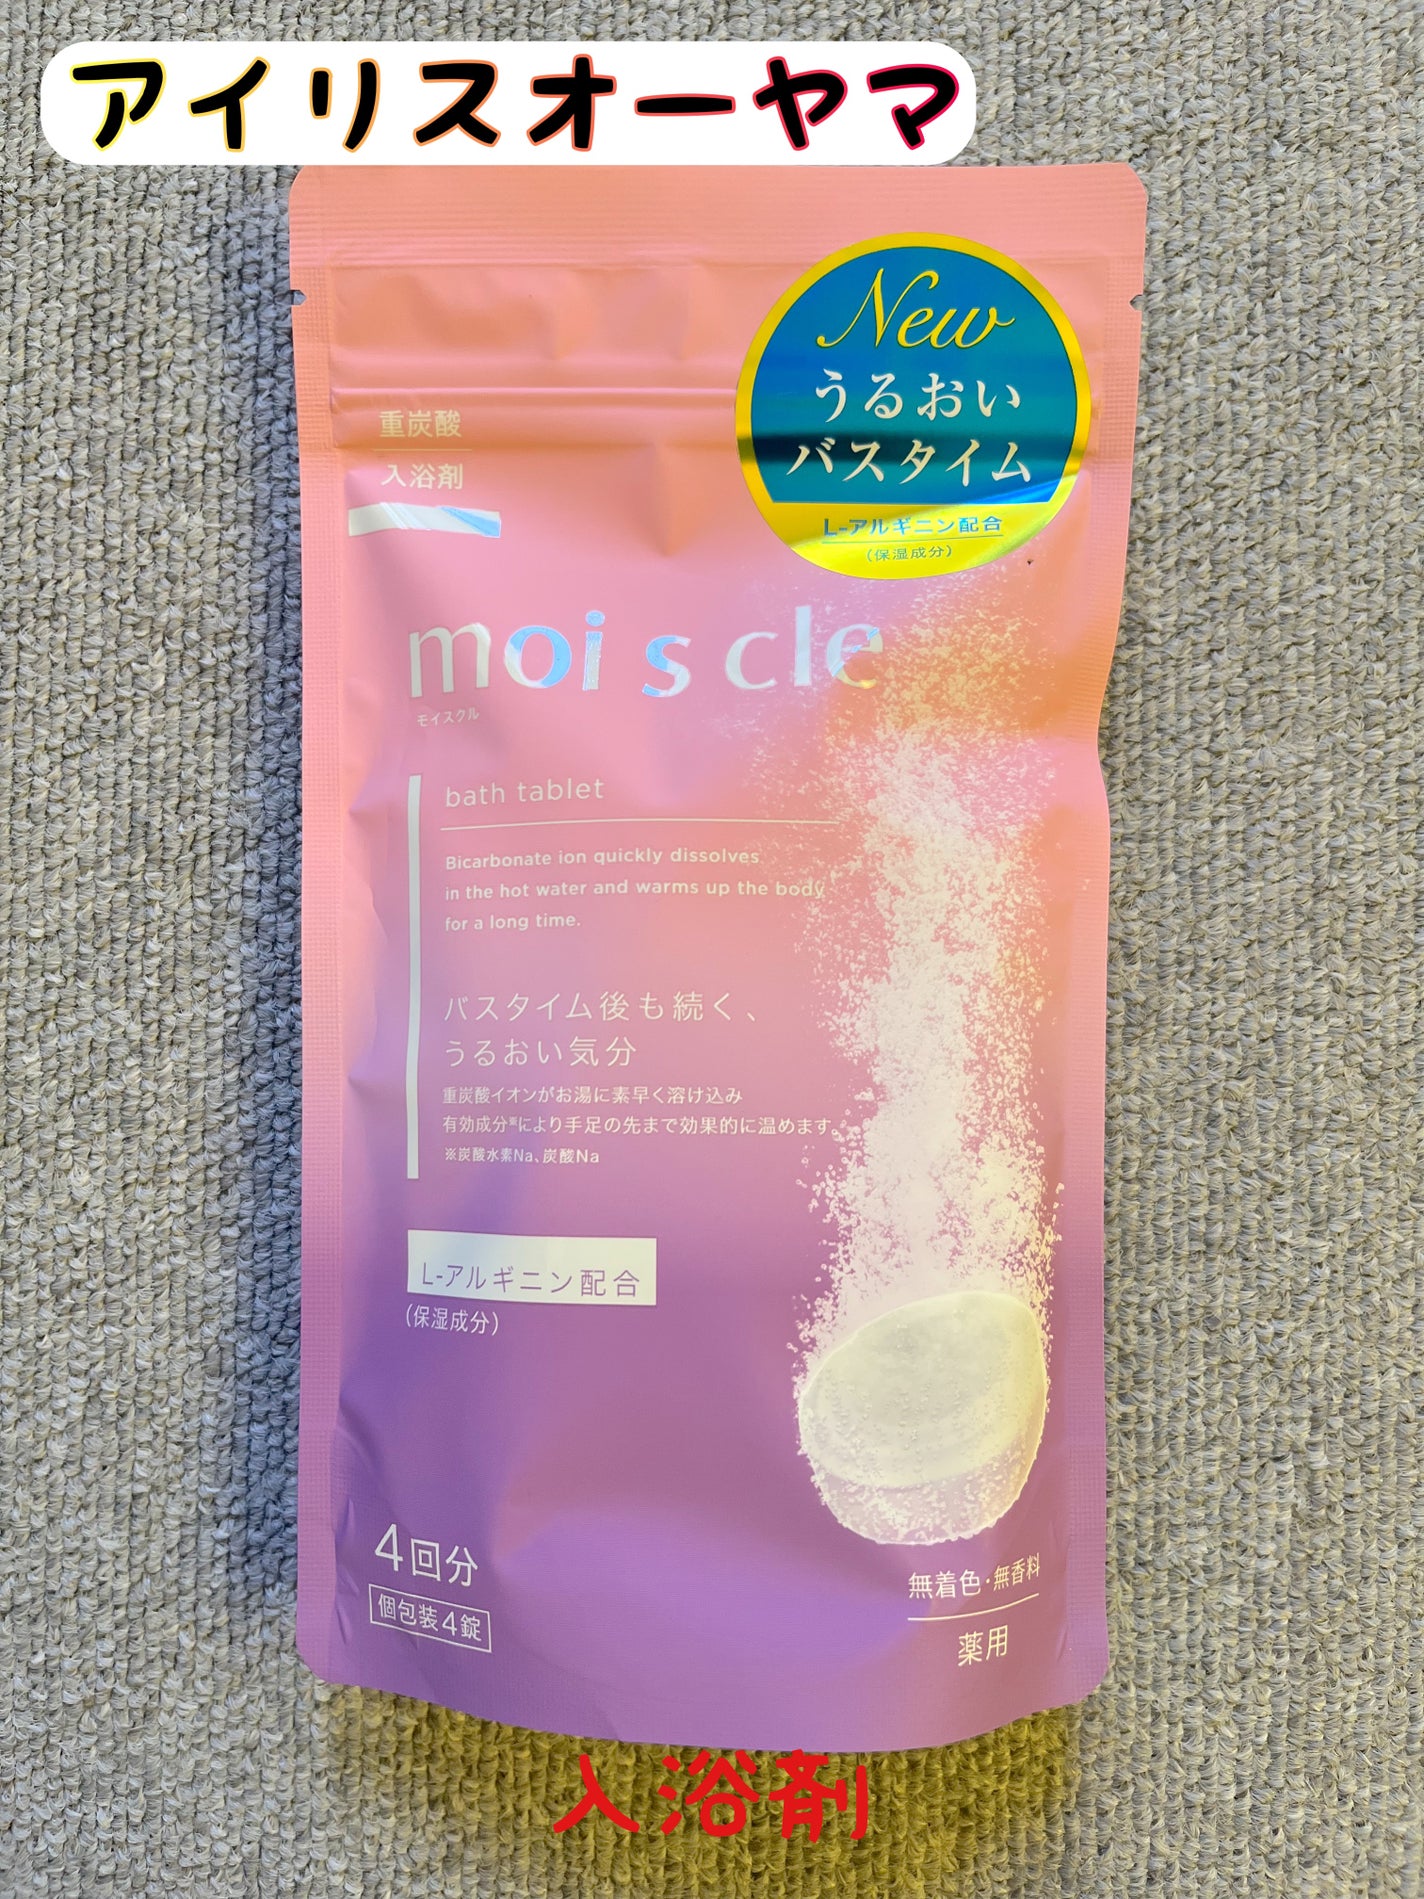 アイリスオーヤマ
New
うるおい
バスタイム
L-アルギニン配合
(保湿成分)
重炭酸
入浴剤
moiscle
モイスクル
bath tablet
Bicarbonate ion quickly dissolves
in the hot water and warms up the body
for a long time.
バスタイム後も続く、
うるおい気分
重炭酸イオンがお湯に素早く溶け込み
有効成分※により手足の先まで効果的に温めます。
※炭酸水素Na、炭酸Na
L-アルギニン配合
(保湿成分)
4回分
個包装4錠
無着色・無香料
薬用
入浴剤